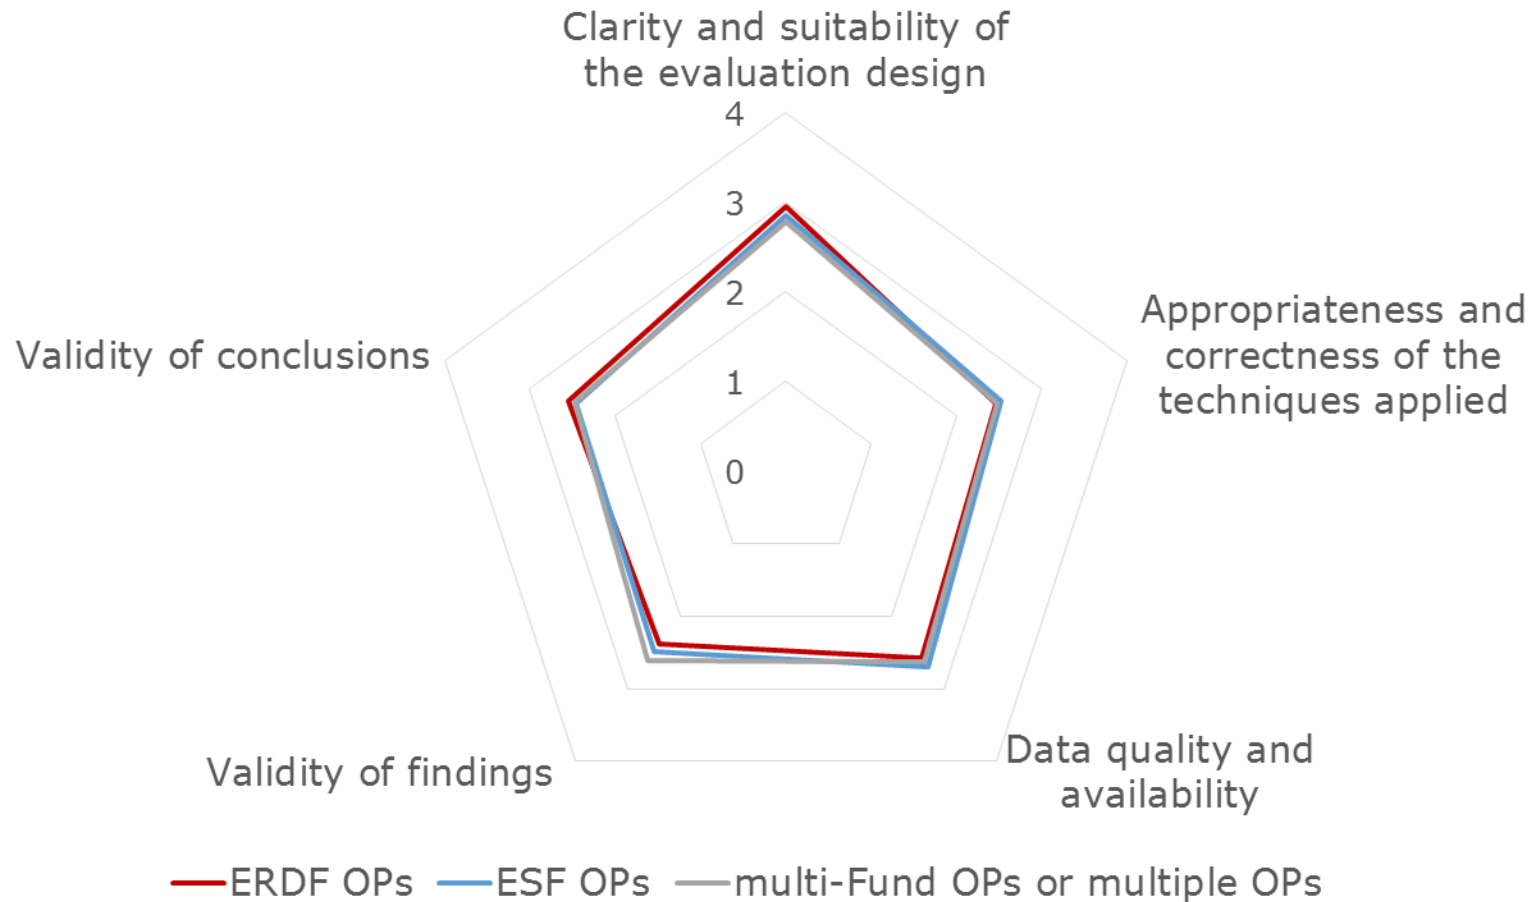 Clarity and suitability of
the evaluation design
4
3
2
1
0
Appropriateness and
correctness of the
techniques applied
Validity of conclusions
Data quality and
availability
Validity of findings
ERDF OPs ESF OPs multi-Fund OPs or multiple OPs